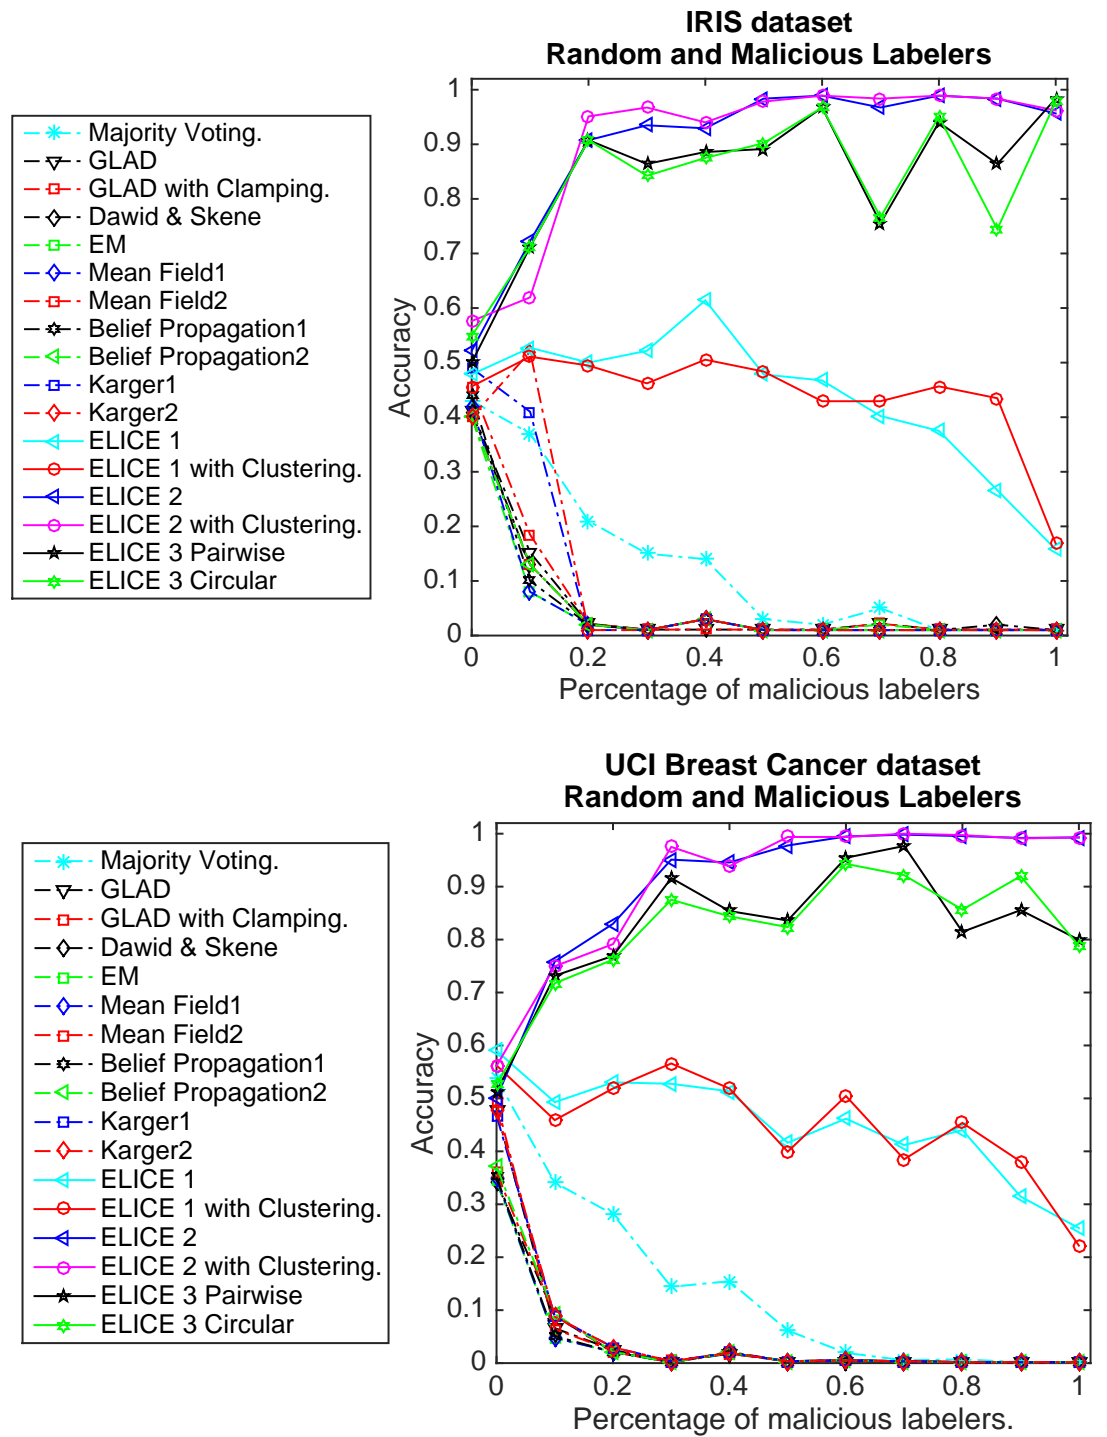 IRIS dataset
Random and Malicious Labelers
Majority Voting.
GLAD
GLAD with Clamping.
Dawid & Skene
EM
Mean Field1
Mean Field2
Belief Propagation1
Belief Propagation2
Karger1
Karger2
ELICE 1
ELICE 1 with Clustering.
ELICE 2
ELICE 2 with Clustering.
ELICE 3 Pairwise
ELICE 3 Circular
Accuracy
1
0.9
0.8
0.7
0.6
0.5
0.4
0.3
0.2
0.1
0
0 0.2 0.4 0.6 0.8 1
Percentage of malicious labelers
UCI Breast Cancer dataset
Random and Malicious Labelers
Majority Voting.
GLAD
GLAD with Clamping.
Dawid & Skene
EM
Mean Field1
Mean Field2
Belief Propagation1
Belief Propagation2
Karger1
Karger2
ELICE 1
ELICE 1 with Clustering.
ELICE 2
ELICE 2 with Clustering.
ELICE 3 Pairwise
ELICE 3 Circular
Accuracy
1
0.9
0.8
0.7
0.6
0.5
0.4
0.3
0.2
0.1
0
0 0.2 0.4 0.6 0.8 1
Percentage of malicious labelers.